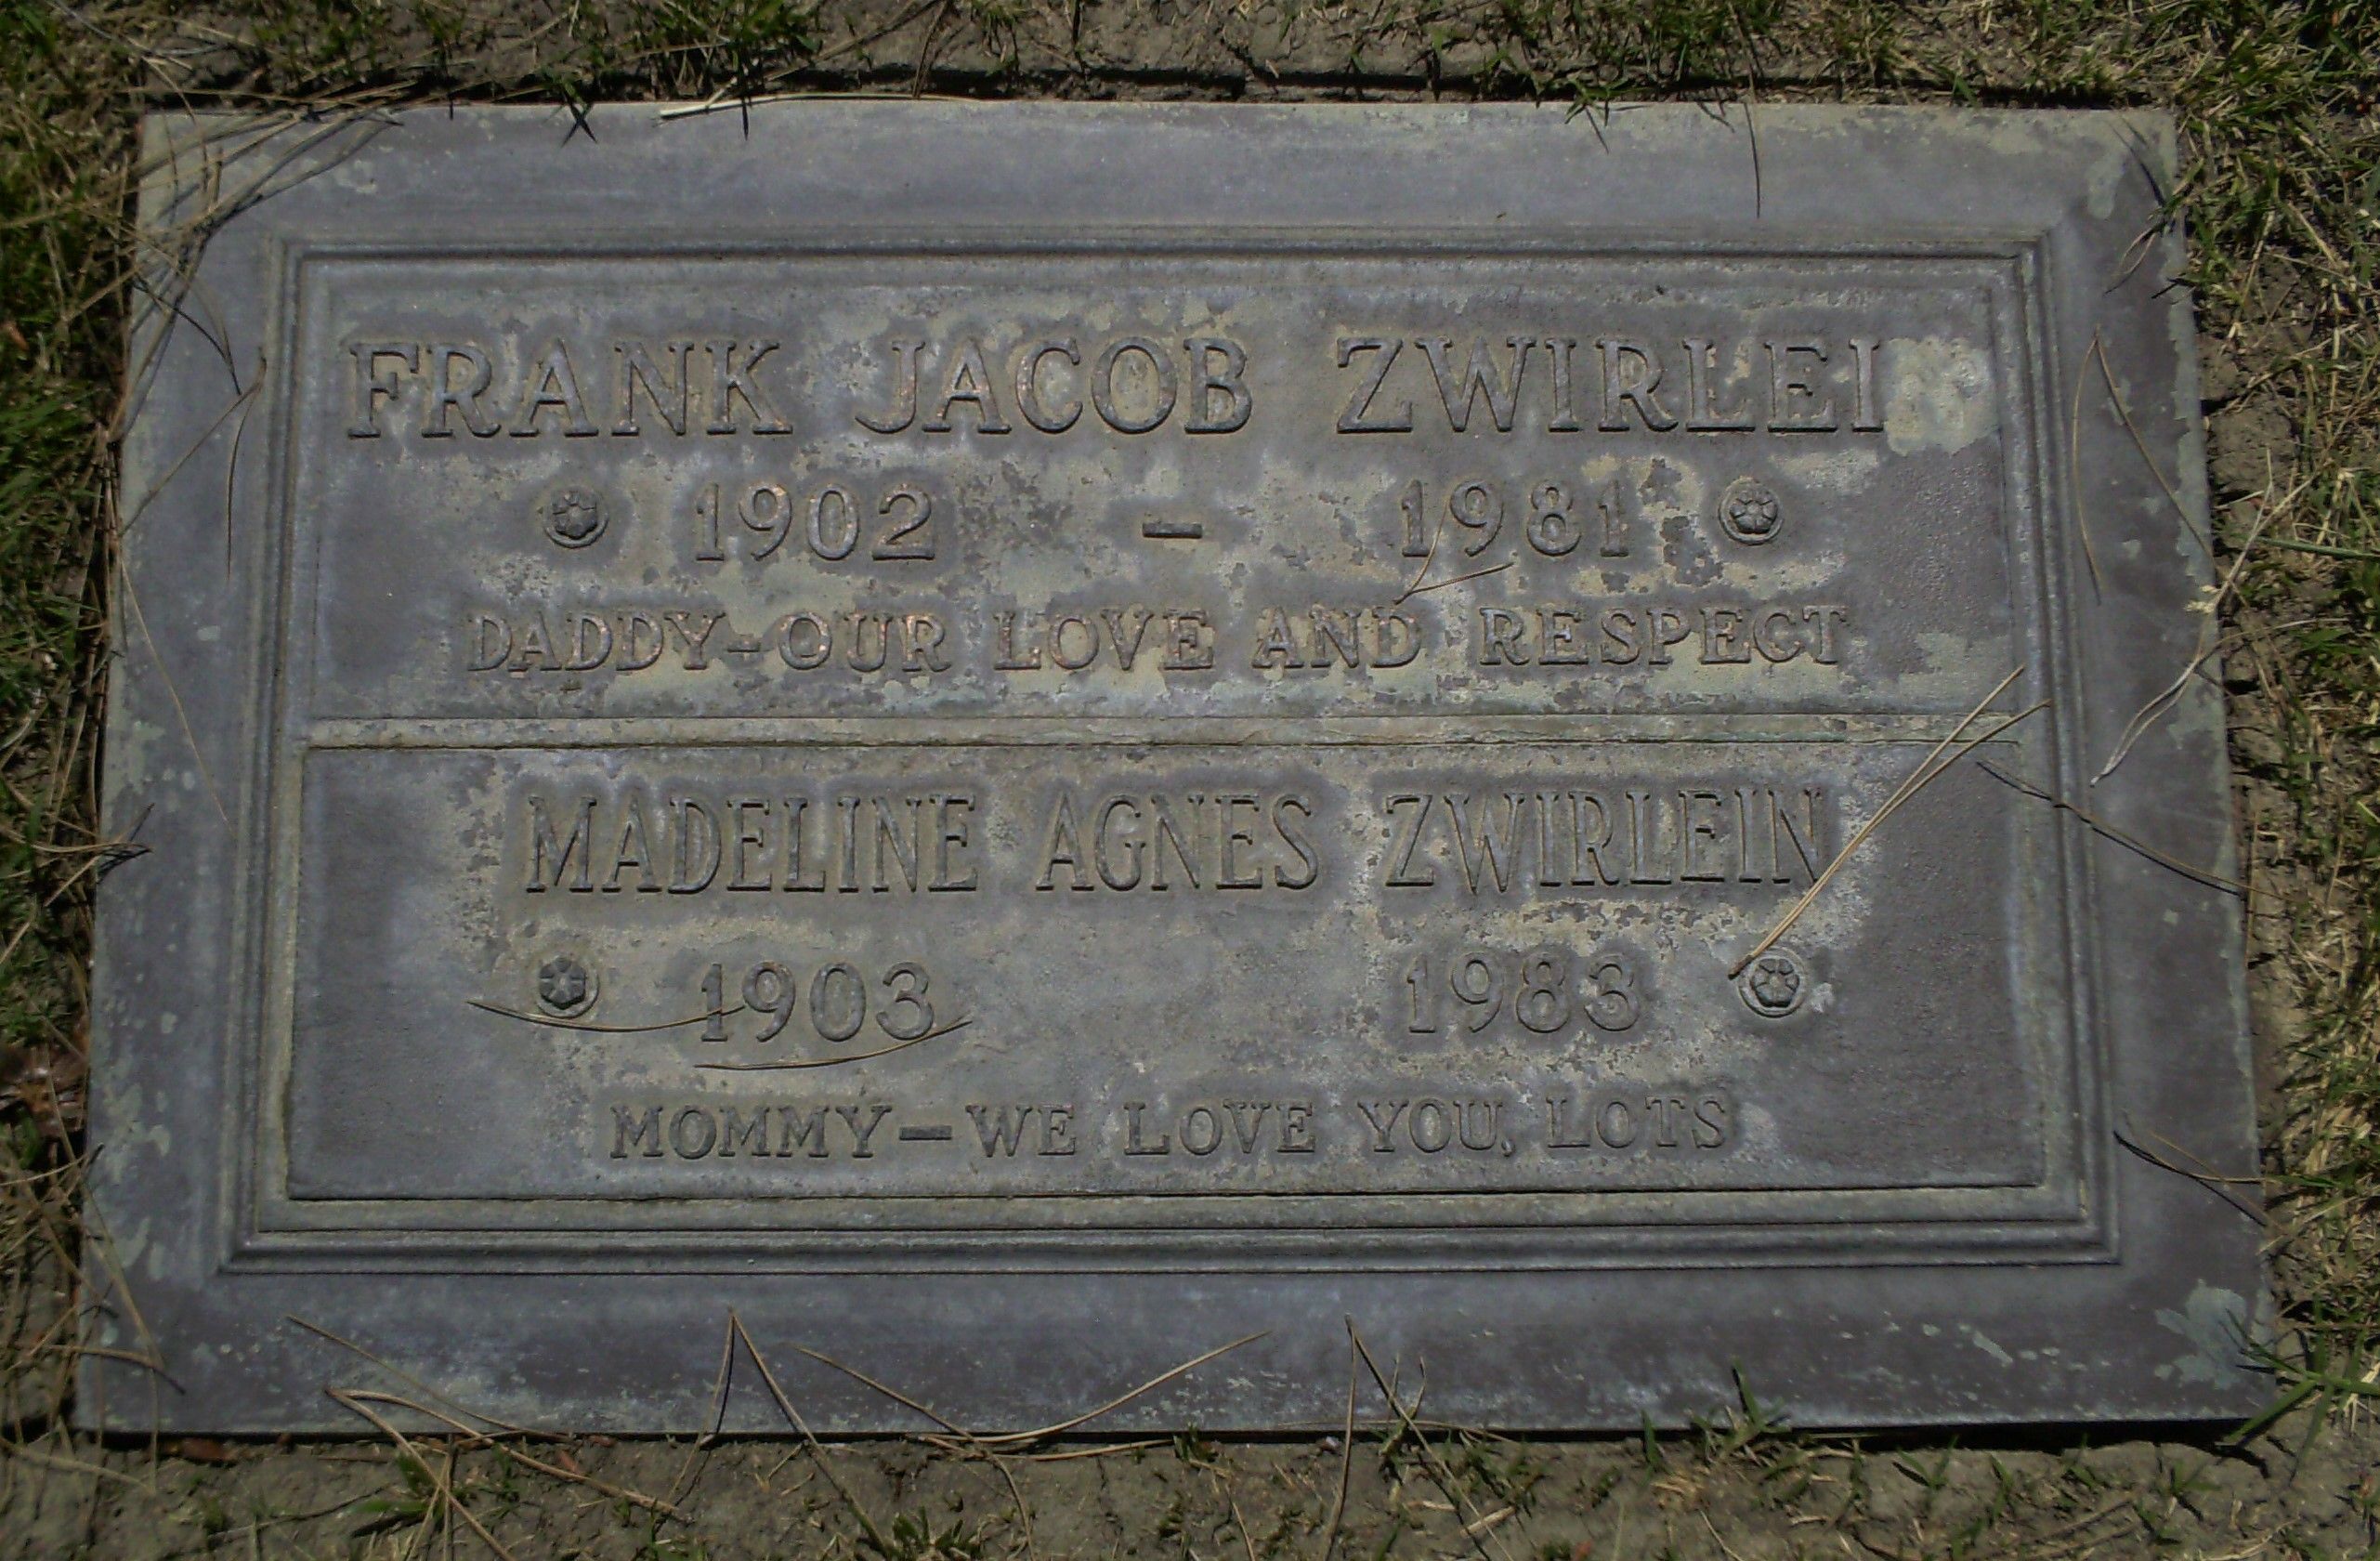 FRANK JACOB ZWIRLEI
1902 - 1981
DADDY-OUR LOVE AND RESPECT
MADELINE AGNES ZWIRLEIN
1903 1983
MOMMY—WE LOVE YOU, LOTS